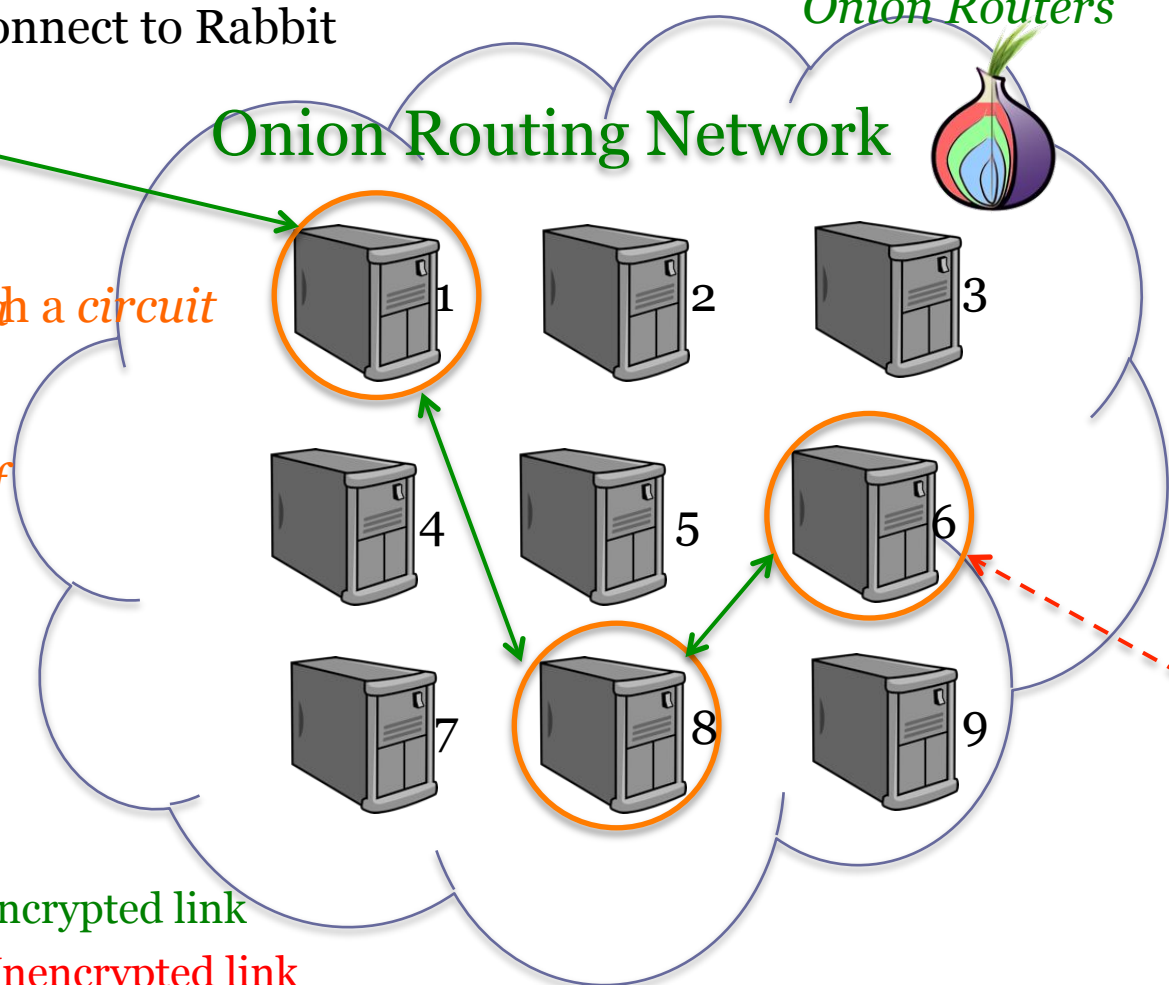 Onion Routers
onnect to Rabbit
Onion Routing Network
1
2
3
h a circuit
f
4
5
6
7
8
9
ncrypted link
nencrypted link